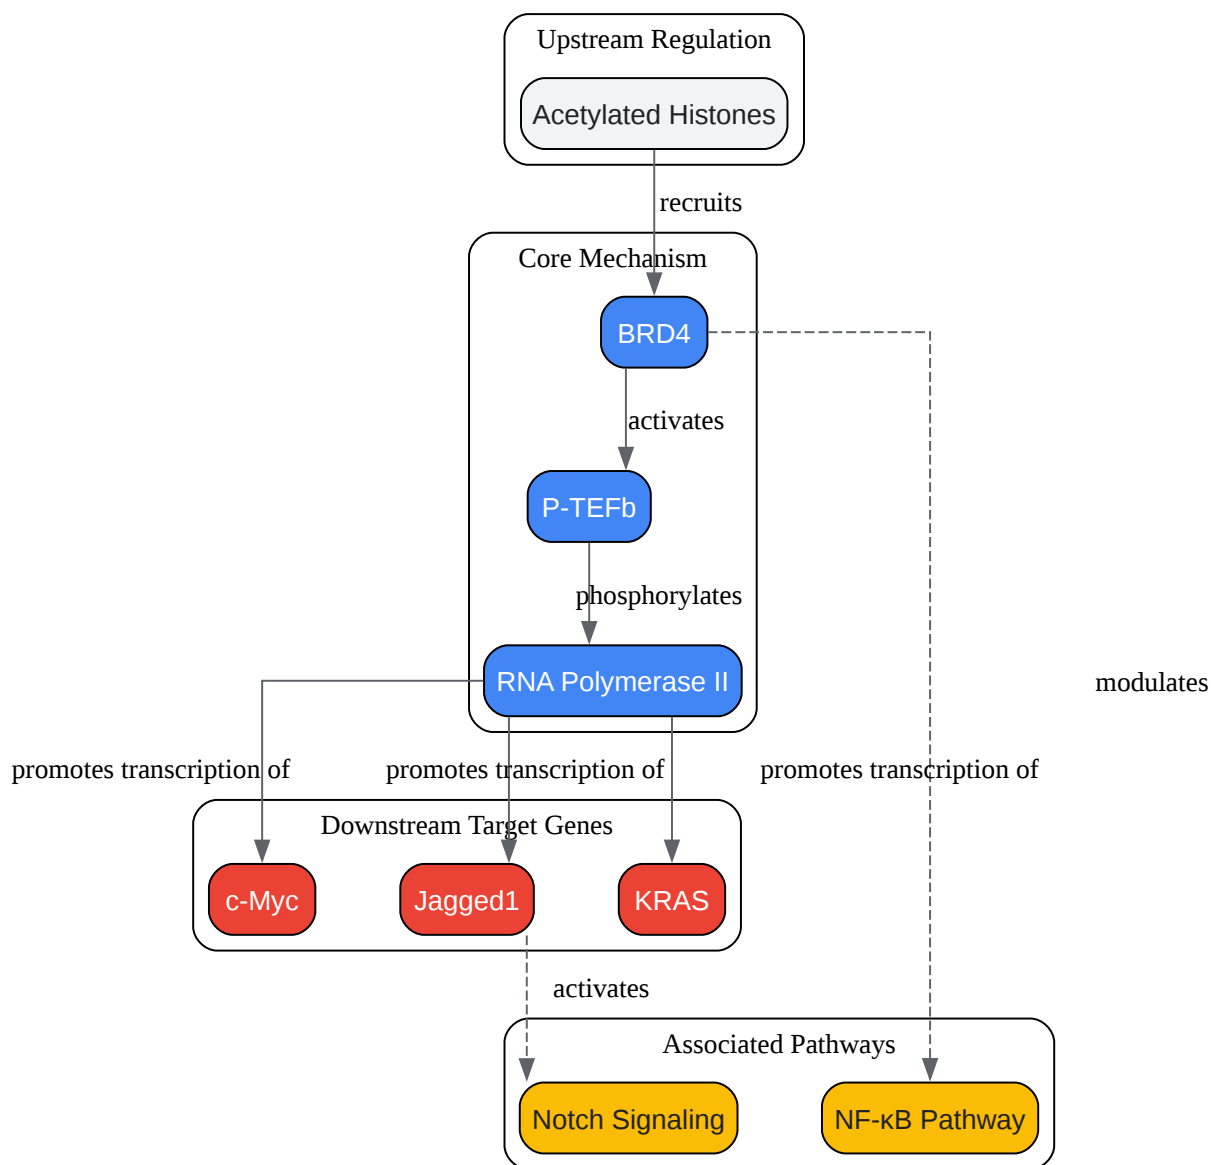 Upstream Regulation
Acetylated Histones
recruits
Core Mechanism
BRD4
activates
P-TEFb
phosphorylates
RNA Polymerase II
modulates
promotes transcription of
promotes transcription of
promotes transcription of
Downstream Target Genes
c-Myc
Jagged1
KRAS
activates
Associated Pathways
Notch Signaling
NF-κB Pathway